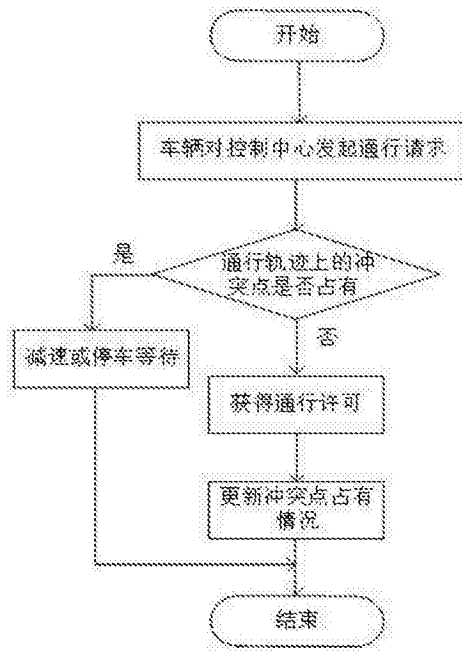 开始
车辆对控制中心发起通行请求
是
通行轨迹上的冲
突点是否占有
否
减速或停车等待
获得通行许可
更新冲突点占有
情况
结束